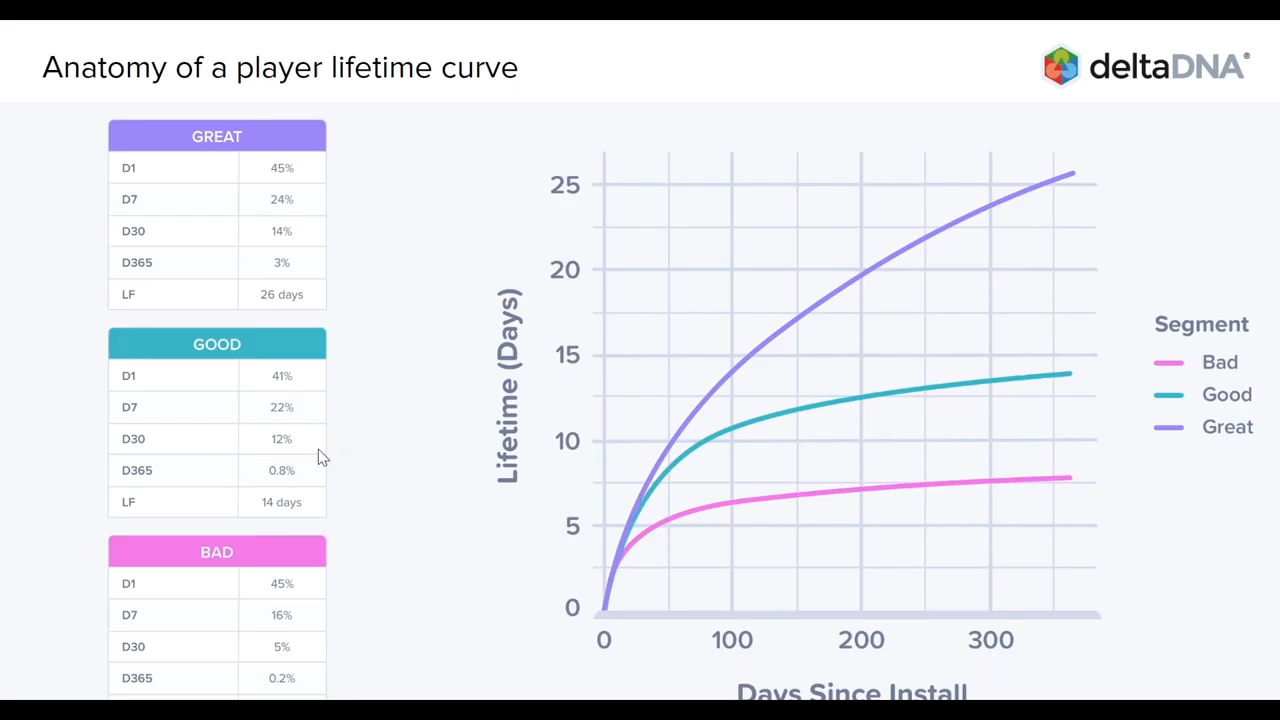 Anatomy of a player lifetime curve
deltaDNA®
GREAT
D1 45%
D7 24%
D30 14%
D365 3%
LF 26 days
GOOD
D1 41%
D7 22%
D30 12%
D365 0.8%
LF 14 days
BAD
D1 45%
D7 16%
D30 5%
D365 0.2%
Lifetime (Days)
25
20
15
10
5
0
0 100 200 300
Days Since Install
Segment
Bad
Good
Great